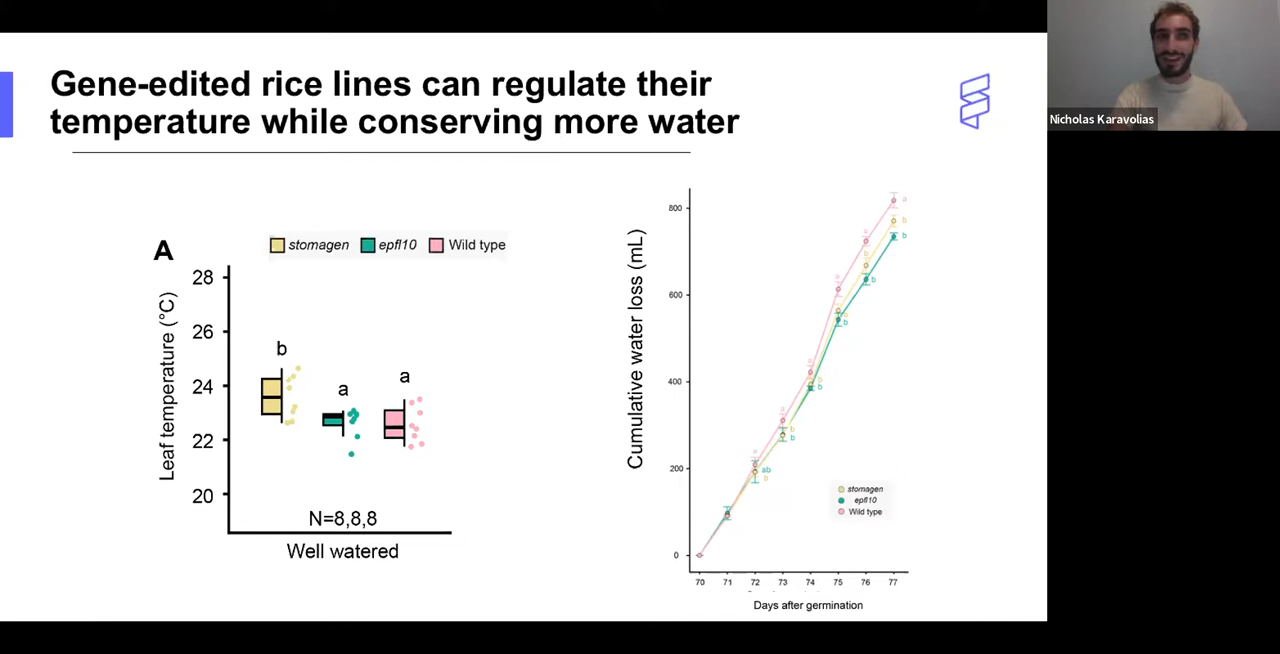 Gene-edited rice lines can regulate their
temperature while conserving more water
Nicholas Karavolias
A
stomagen epfl10 Wild type
Leaf temperature (°C)
28
26
24
22
20
b
a
a
N=8,8,8
Well watered
Cumulative water loss (mL)
800
600
400
200
0
a
b
b
a
b
b
a
b
b
a
b
b
a
b
b
a
ab
b
stomagen
epfl10
Wild type
70 71 72 73 74 75 76 77
Days after germination